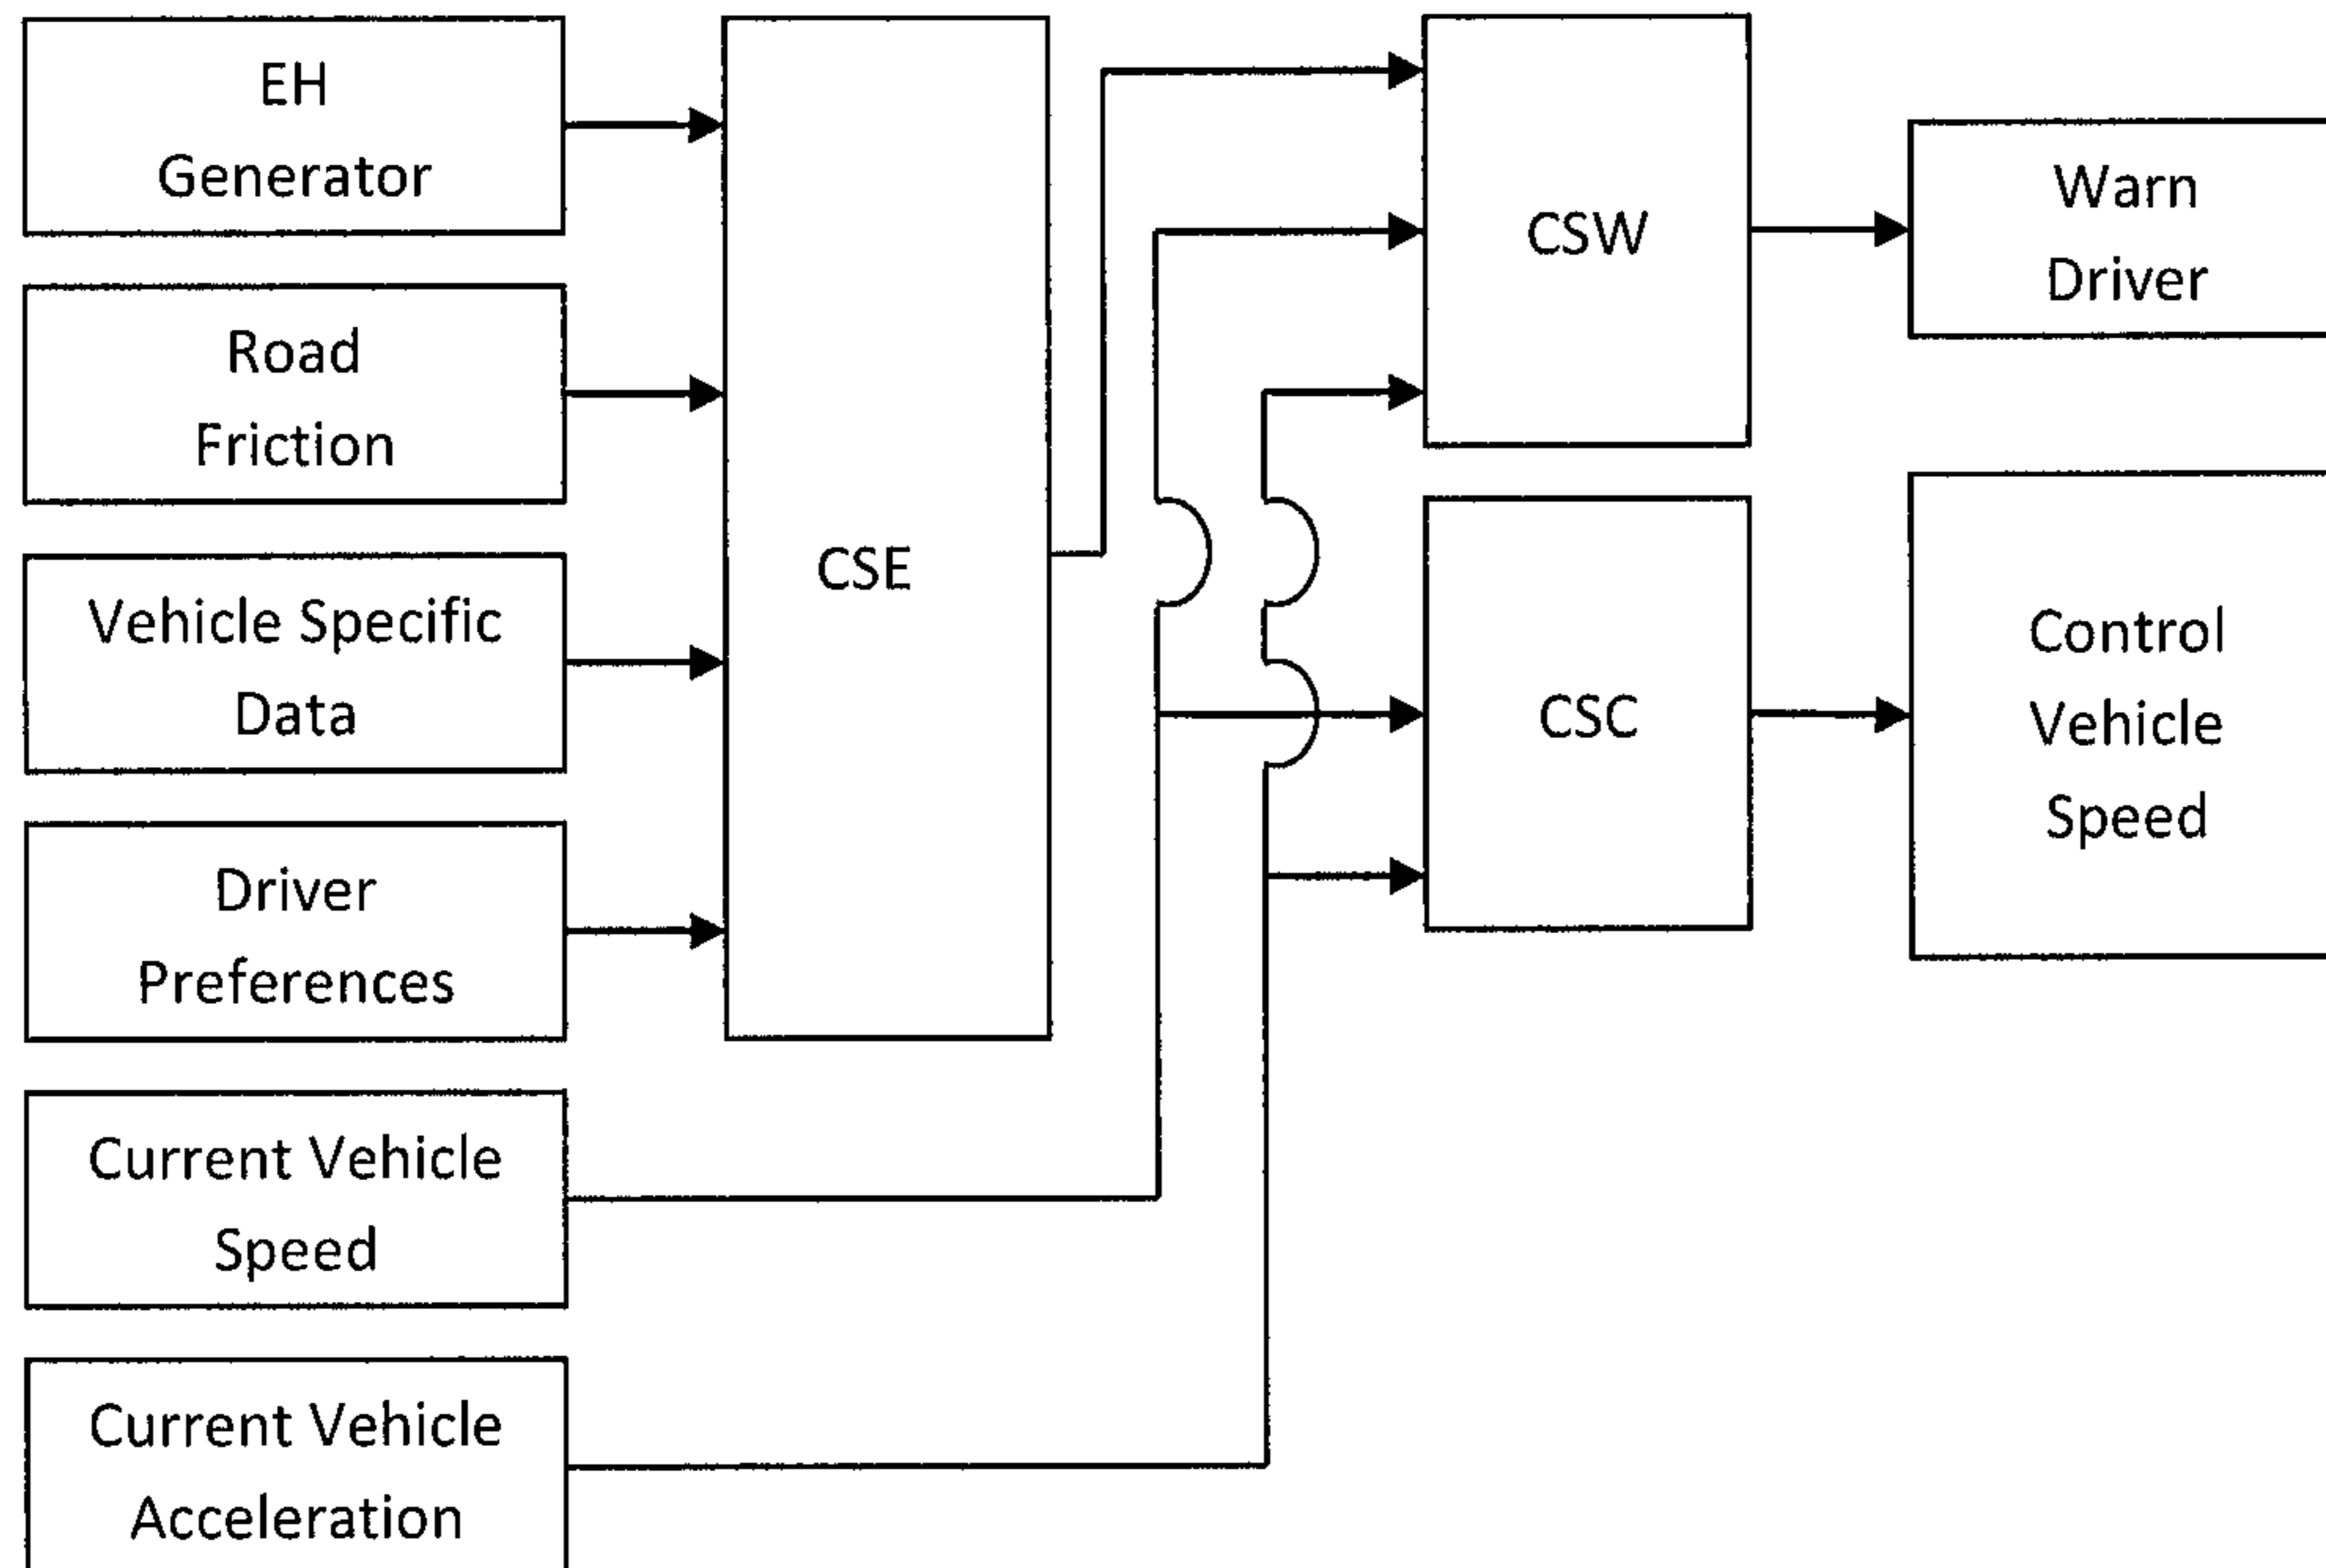 EH
Generator
Road
Friction
Vehicle Specific
Data
Driver
Preferences
Current Vehicle
Speed
Current Vehicle
Acceleration
CSE
CSW
CSC
Warn
Driver
Control
Vehicle
Speed